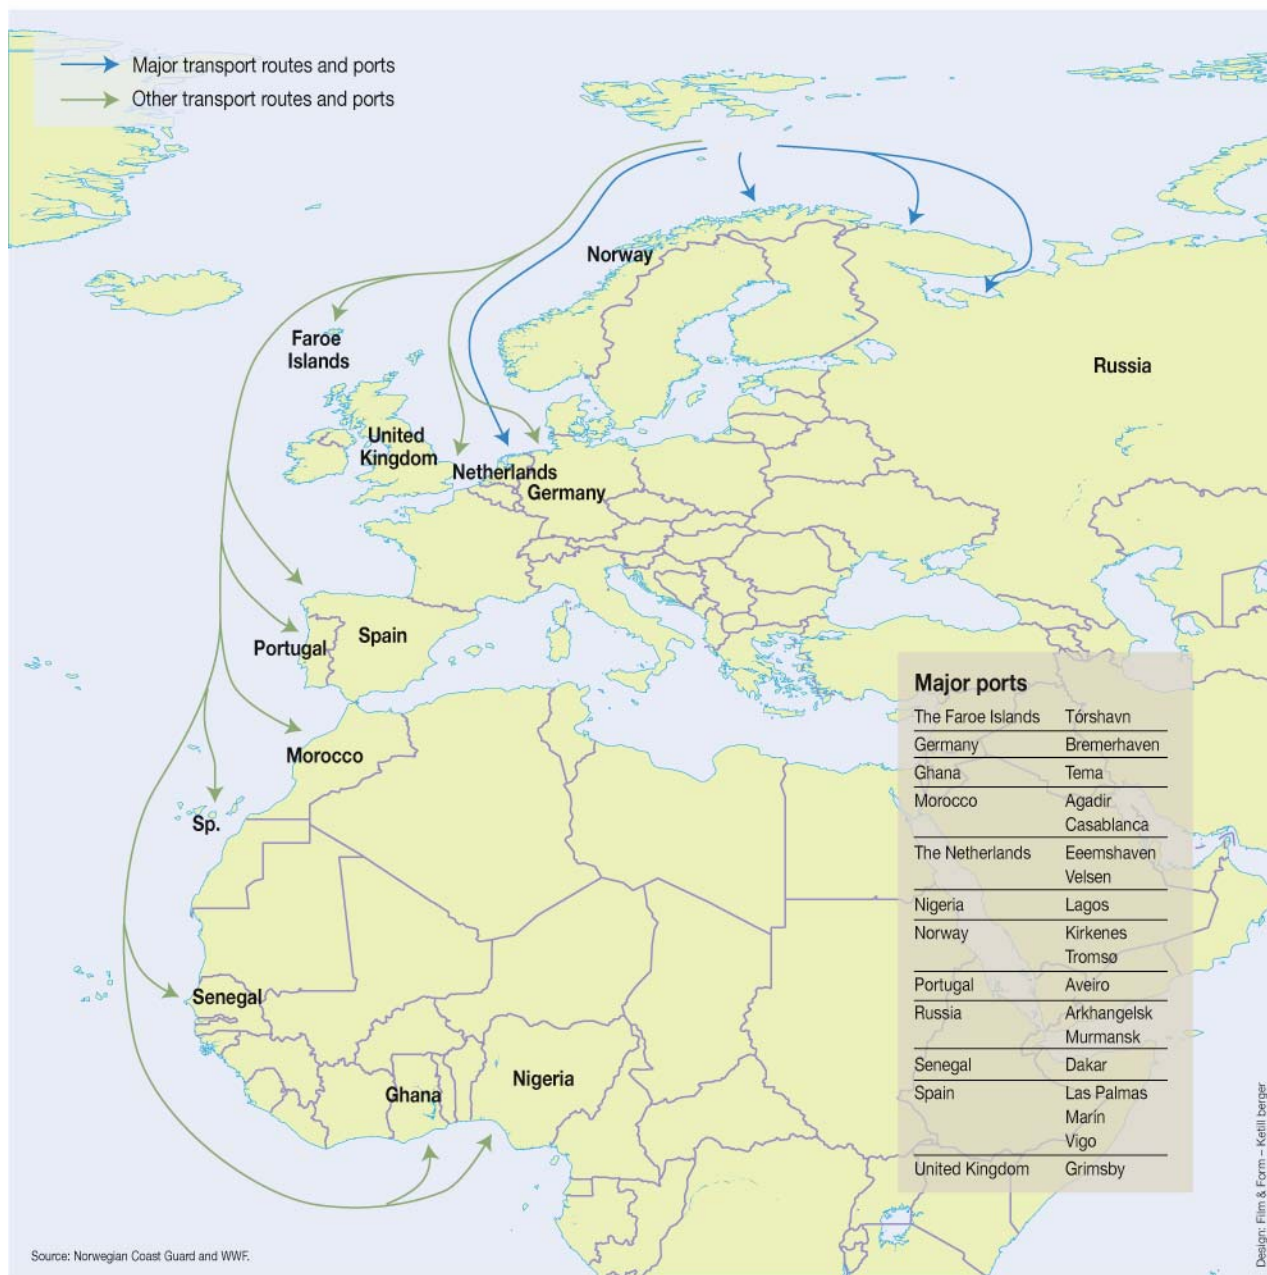 Major transport routes and ports
Other transport routes and ports
Norway
Faroe
Islands
Russia
United
Kingdom
Netherlands
Germany
Portugal
Spain
Morocco
Sp.
Senegal
Ghana
Nigeria
Major ports
The Faroe Islands Tórshavn
Germany Bremerhaven
Ghana Tema
Morocco Agadir
Casablanca
The Netherlands Eeemshaven
Velsen
Nigeria Lagos
Norway Kirkenes
Tromsø
Portugal Aveiro
Russia Arkhangelsk
Murmansk
Senegal Dakar
Spain Las Palmas
Marín
Vigo
United Kingdom Grimsby
Source: Norwegian Coast Guard and WWF.
Design: Film & Form – Ketill berger